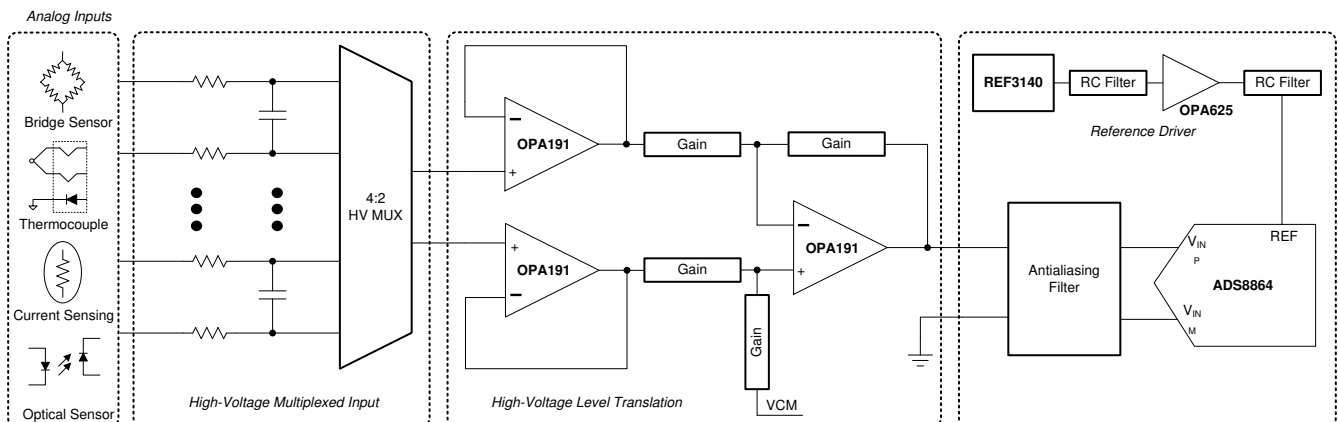 Analog Inputs
Bridge Sensor
Thermocouple
Current Sensing
Optical Sensor
4:2
HV MUX
High-Voltage Multiplexed Input
OPA191
OPA191
Gain
Gain
Gain
Gain
VCM
OPA191
High-Voltage Level Translation
REF3140
RC Filter
OPA625
RC Filter
Reference Driver
Antialiasing
Filter
VIN
P
REF
ADS8864
VIN
M